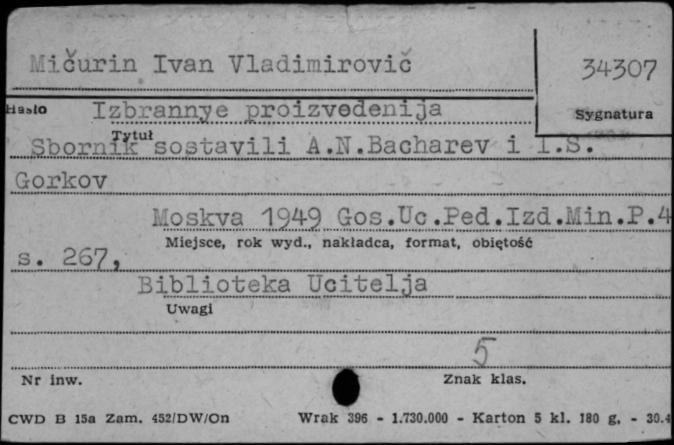 Mičurin Ivan Vladimirovič
34307
Hasło Izbrannye proizvedenija
Sygnatura
Tytuł
Sbornik sostavili A.N.Bacharev i I.S.
Gorkov
Moskva 1949 Gos.Uc.Ped.Izd.Min.P.4
Miejsce, rok wyd., nakładca, format, objętość
s. 267,
Biblioteka Ucitelja
Uwagi
5
Nr inw.
Znak klas.
CWD B 15a Zam. 452/DW/On Wrak 396 - 1.730.000 - Karton 5 kl. 180 g. - 30.4